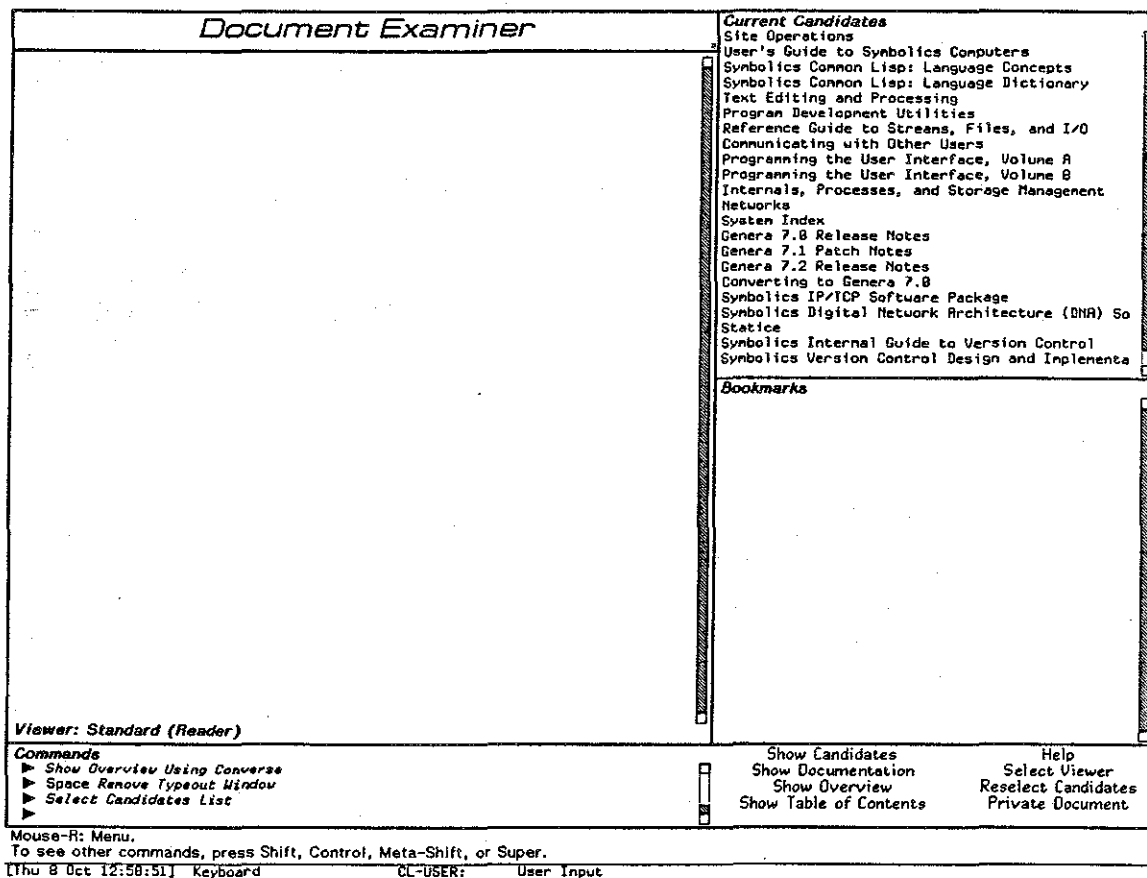 Document Examiner
Viewer: Standard (Reader)
Current Candidates
Site Operations
User's Guide to Symbolics Computers
Symbolics Common Lisp: Language Concepts
Symbolics Common Lisp: Language Dictionary
Text Editing and Processing
Program Development Utilities
Reference Guide to Streams, Files, and I/O
Communicating with Other Users
Programming the User Interface, Volume A
Programming the User Interface, Volume B
Internals, Processes, and Storage Management
Networks
System Index
Genera 7.0 Release Notes
Genera 7.1 Patch Notes
Genera 7.2 Release Notes
Converting to Genera 7.0
Symbolics IP/TCP Software Package
Symbolics Digital Network Architecture (DNA) So
Statice
Symbolics Internal Guide to Version Control
Symbolics Version Control Design and Implementa
Bookmarks
Commands
Show Overview Using Converse
Space Remove Typeout Window
Select Candidates List
Show Candidates Help
Show Documentation Select Viewer
Show Overview Reselect Candidates
Show Table of Contents Private Document
Mouse-R: Menu.
To see other commands, press Shift, Control, Meta-Shift, or Super.
[Thu 8 Oct 12:50:51] Keyboard CL-USER: User Input